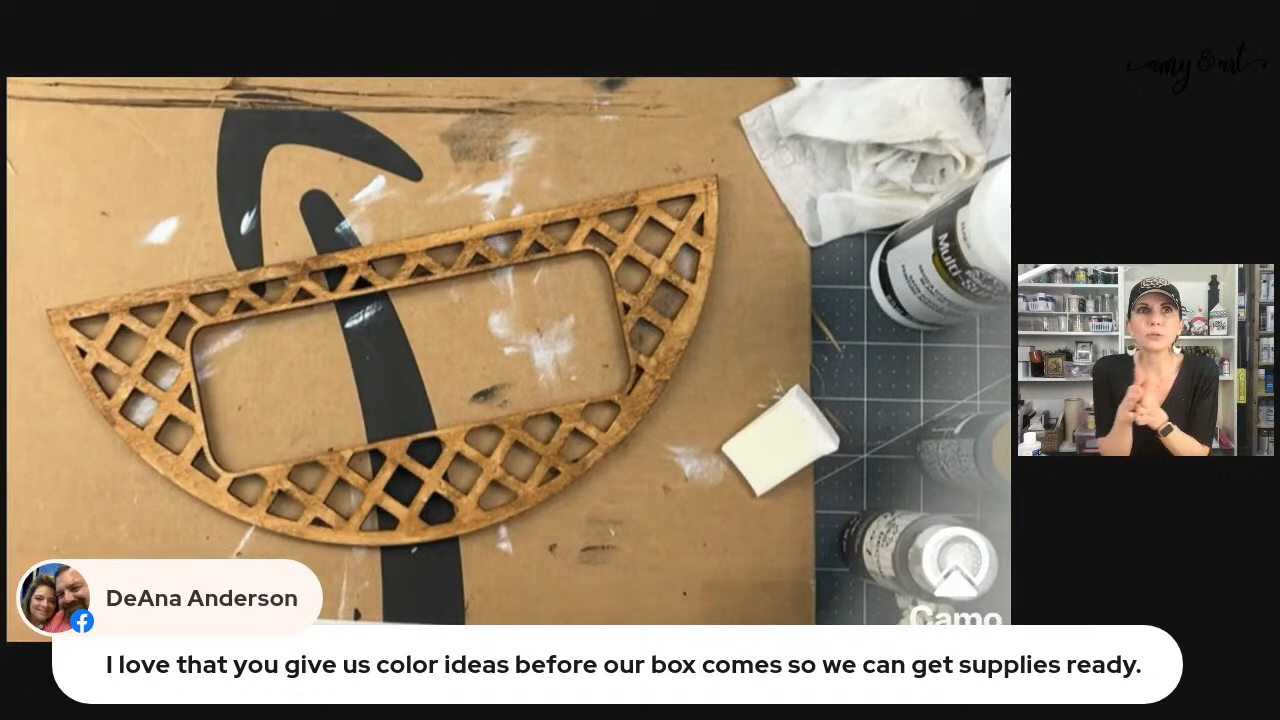 amy & art
Multi-Su
Camo
DeAna Anderson
I love that you give us color ideas before our box comes so we can get supplies ready.